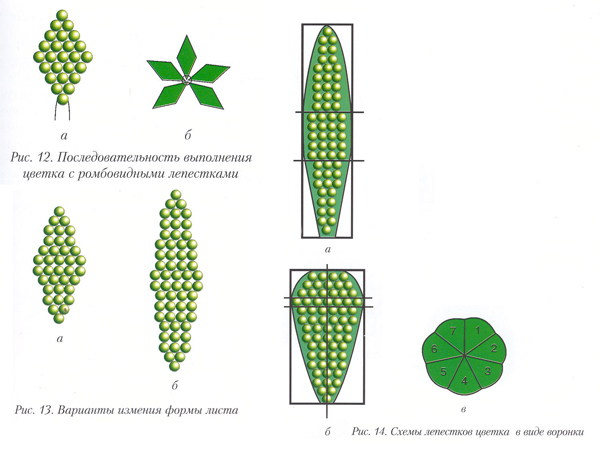 а
б
Рис. 12. Последовательность выполнения
цветка с ромбовидными лепестками
а
б
Рис. 13. Варианты измения формы листа
а
б
7 1
6 2
5 3
4
в
Рис. 14. Схемы лепестков цветка в виде воронки